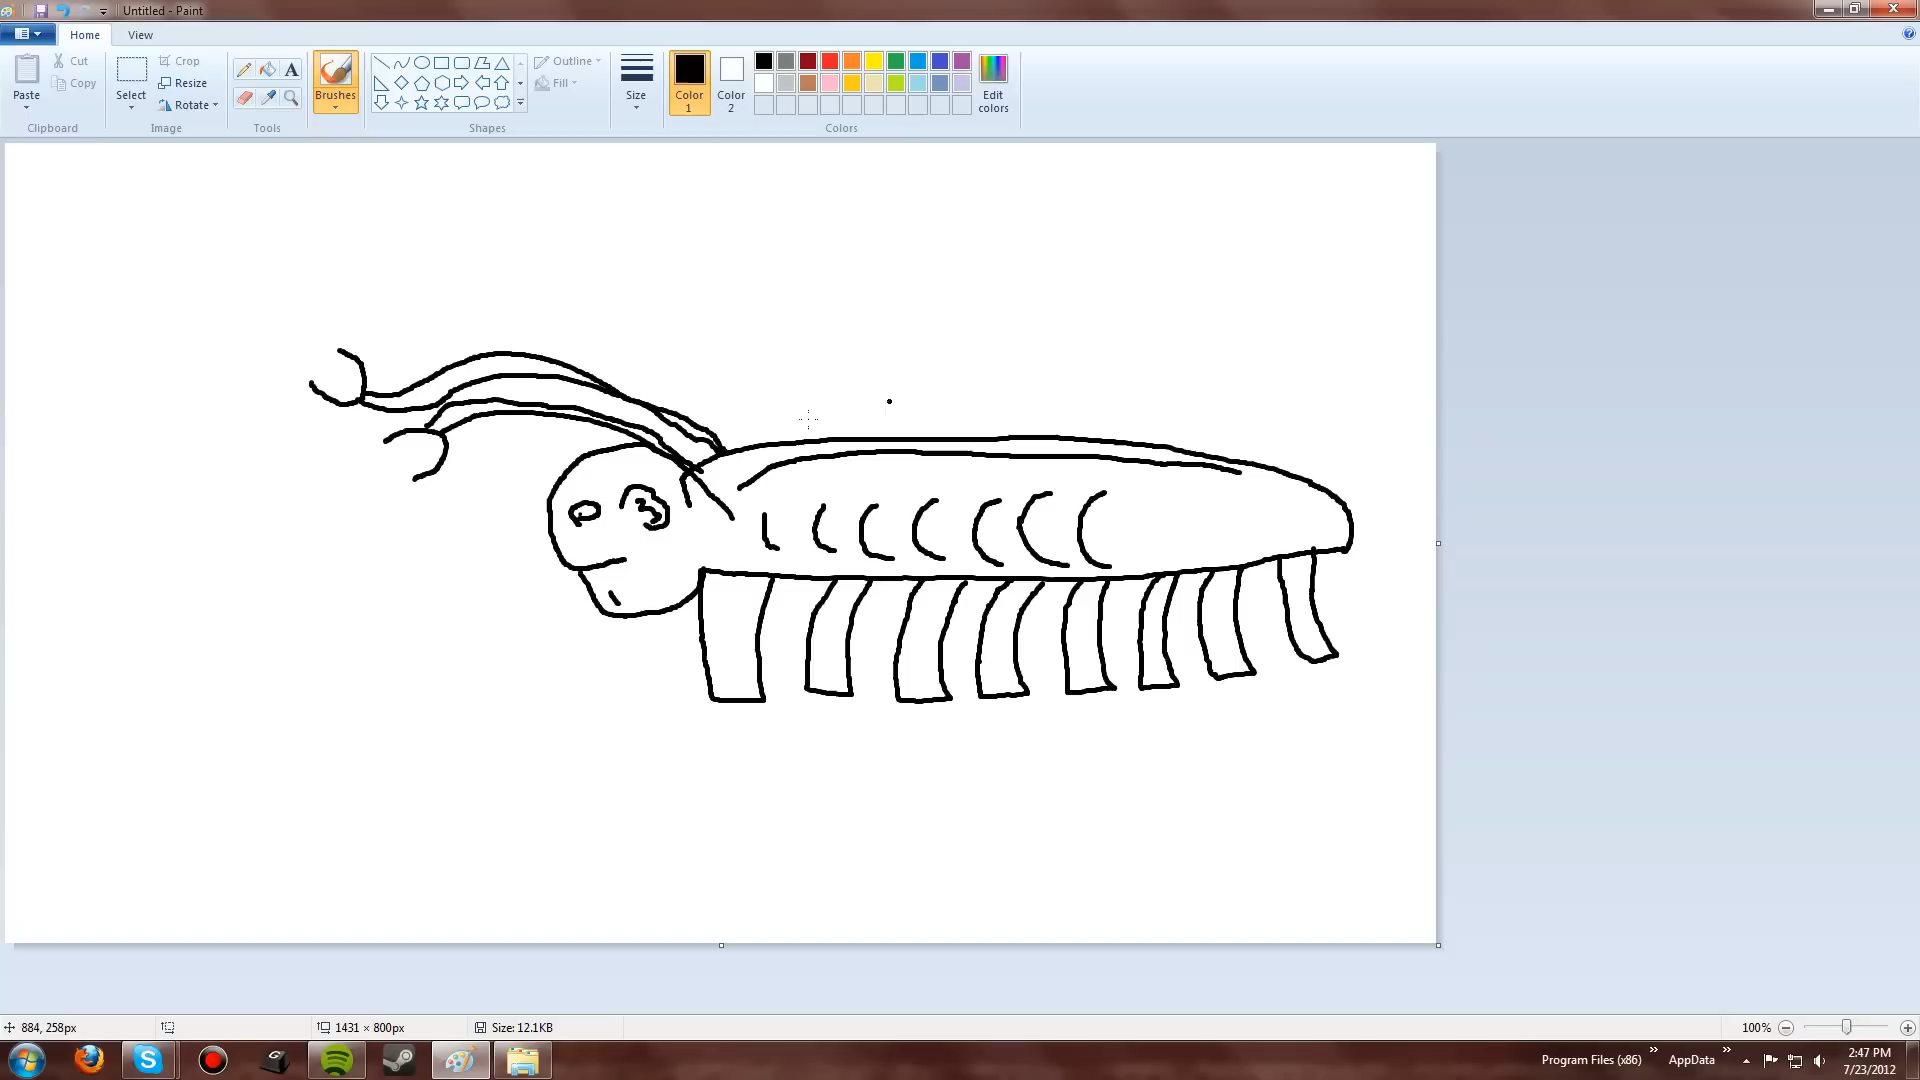 Untitled - Paint
Home View
Paste
Cut
Copy
Clipboard
Select
Crop
Resize
Rotate
Image
A
Tools
Brushes
Outline
Fill
Shapes
Size
Color 1
Color 2
Edit colors
Colors
884, 258px
1431 × 800px
Size: 12.1KB
100%
Program Files (x86) » AppData »
2:47 PM
7/23/2012